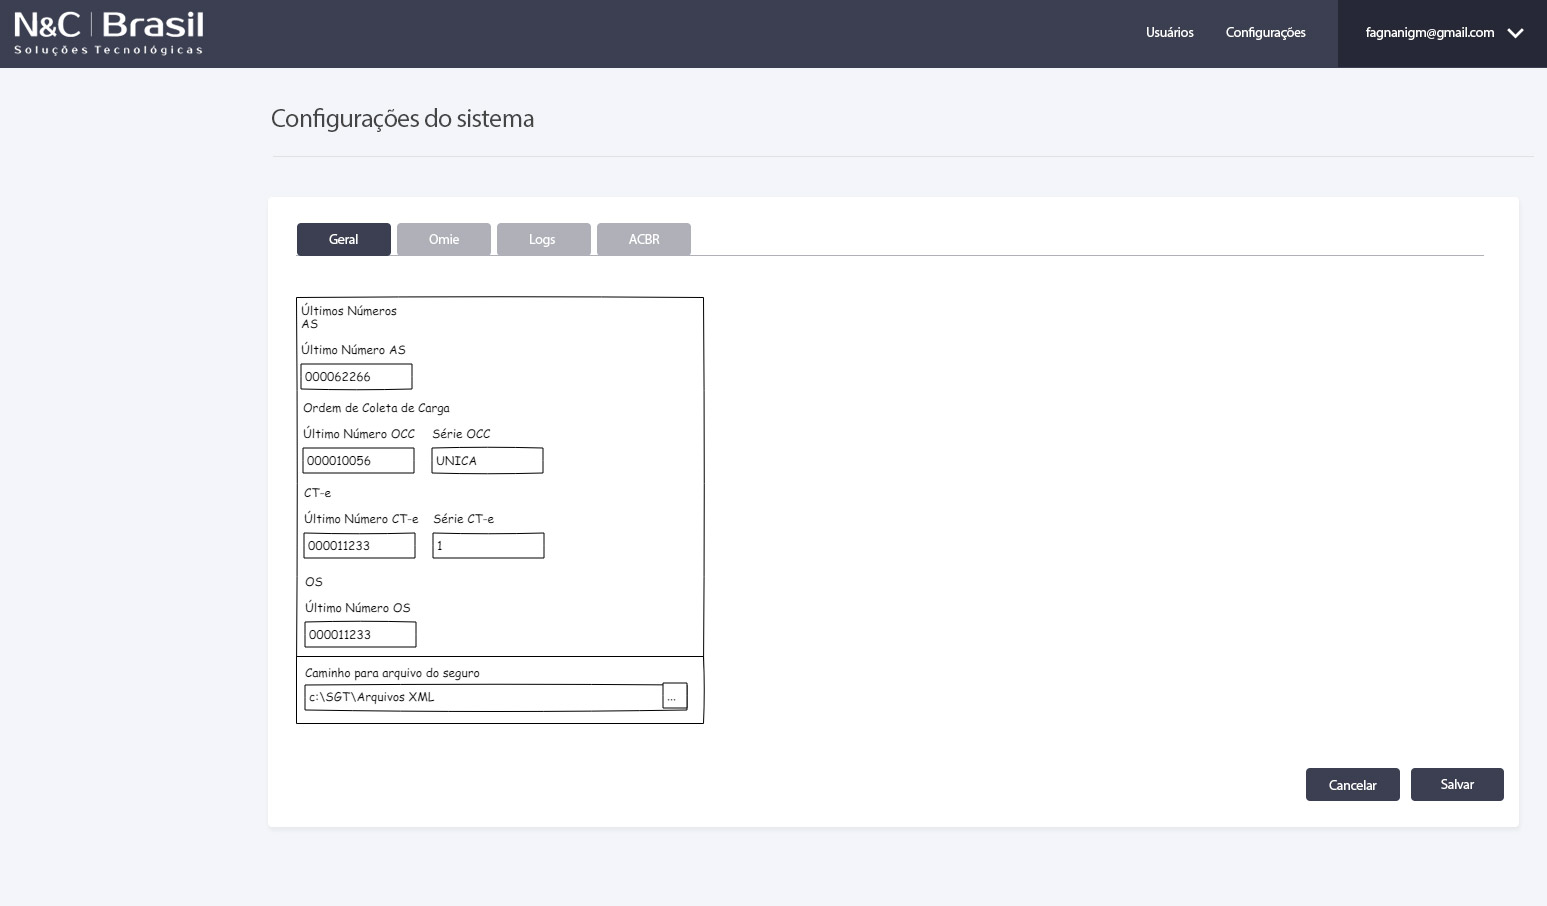 N&C | Brasil
Soluções Tecnológicas
Usuários
Configurações
fagnanigm@gmail.com
Configurações do sistema
Geral
Omie
Logs
ACBR
Últimos Números
AS
Último Número AS
000062266
Ordem de Coleta de Carga
Último Número OCC
Série OCC
000010056
UNICA
CT-e
Último Número CT-e
Série CT-e
000011233
1
OS
Último Número OS
000011233
Caminho para arquivo do seguro
c:\SGT\Arquivos XML
...
Cancelar
Salvar